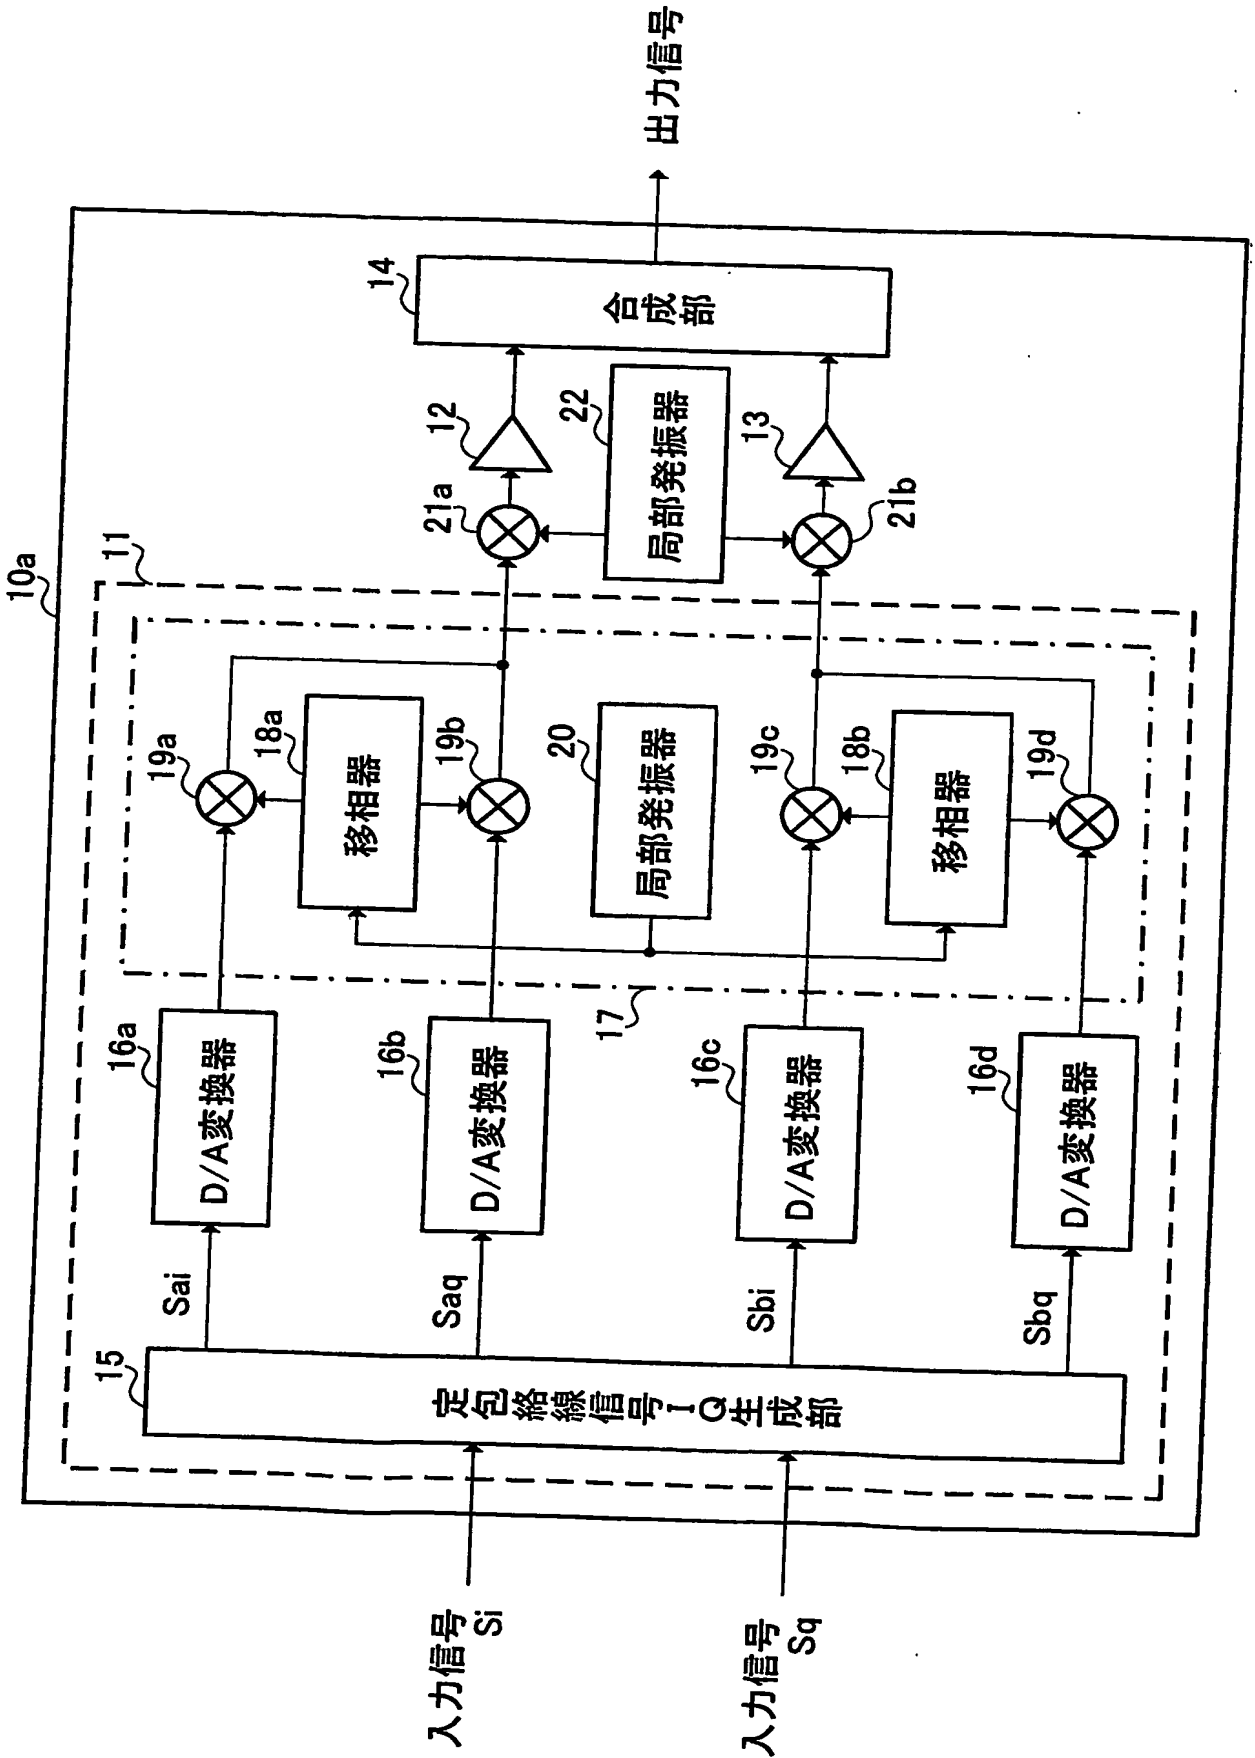 10a
11
入力信号
Si
入力信号
Sq
15
定包絡線信号IQ生成部
Sai
Saq
Sbi
Sbq
16a
D/A変換器
16b
D/A変換器
16c
D/A変換器
16d
D/A変換器
17
19a
18a
移相器
19b
20
局部発振器
19c
18b
移相器
19d
21a
12
22
局部発振器
13
21b
14
合成部
出力信号